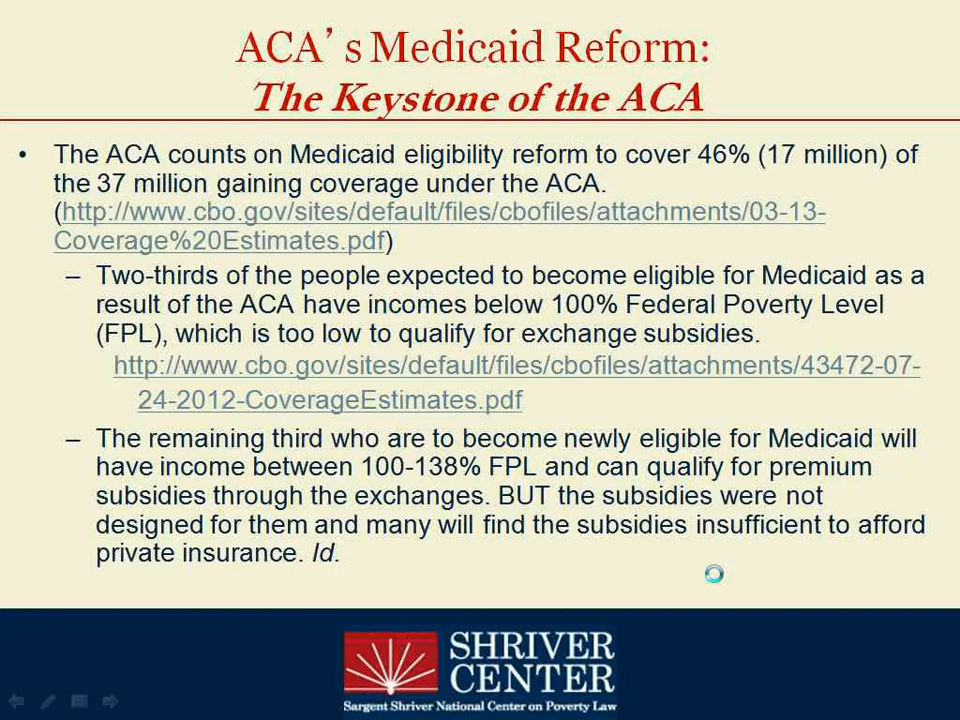 ACA’s Medicaid Reform:
The Keystone of the ACA
• The ACA counts on Medicaid eligibility reform to cover 46% (17 million) of
the 37 million gaining coverage under the ACA.
(http://www.cbo.gov/sites/default/files/cbofiles/attachments/03-13-
Coverage%20Estimates.pdf)
– Two-thirds of the people expected to become eligible for Medicaid as a
result of the ACA have incomes below 100% Federal Poverty Level
(FPL), which is too low to qualify for exchange subsidies.
http://www.cbo.gov/sites/default/files/cbofiles/attachments/43472-07-
24-2012-CoverageEstimates.pdf
– The remaining third who are to become newly eligible for Medicaid will
have income between 100-138% FPL and can qualify for premium
subsidies through the exchanges. BUT the subsidies were not
designed for them and many will find the subsidies insufficient to afford
private insurance. Id.
SHRIVER
CENTER
Sargent Shriver National Center on Poverty Law